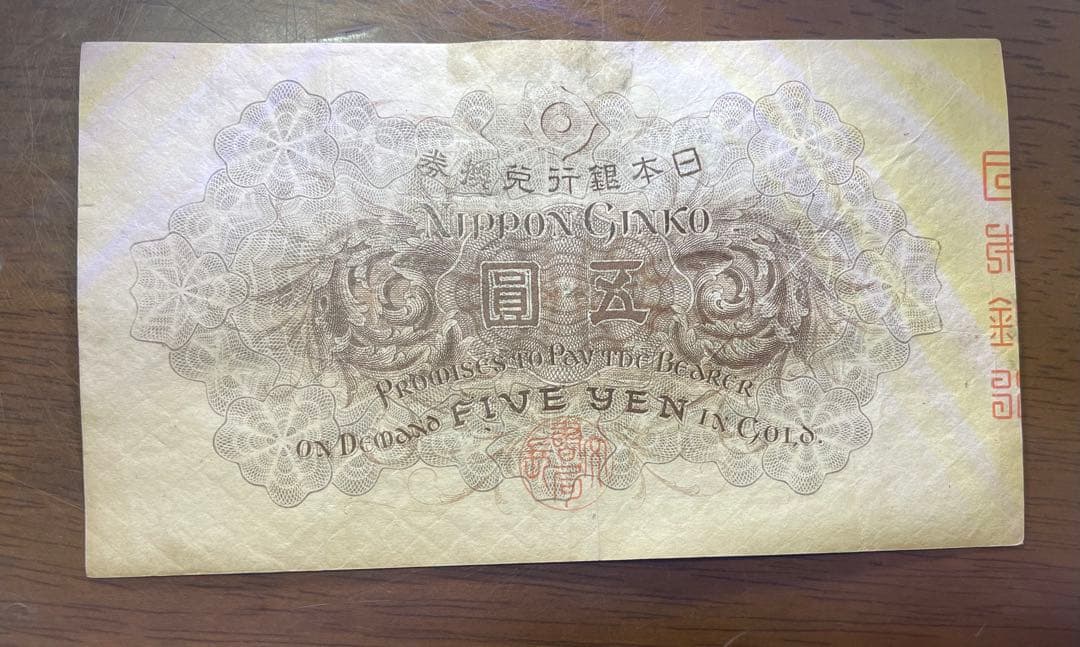 日本銀行兌換券
NIPPON GINKO
五圓
PROMISES TO PAY THE BEARER
ON DEMAND FIVE YEN IN GOLD.
金